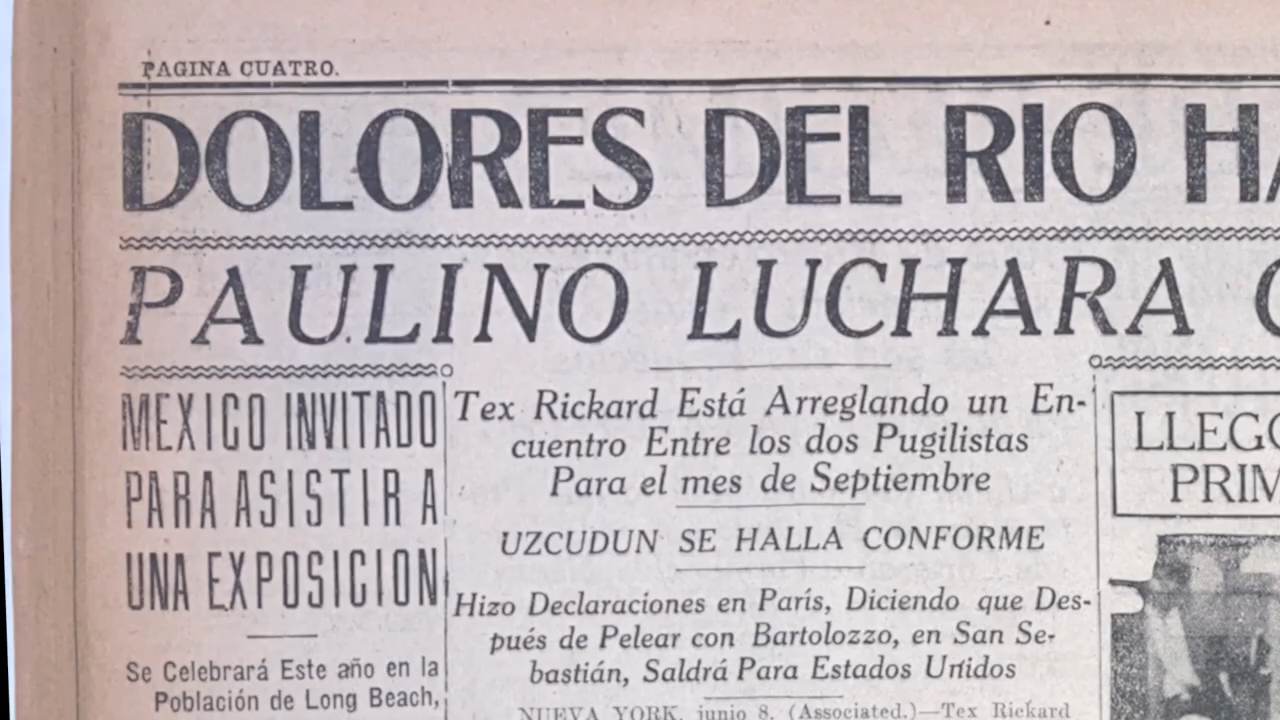 PAGINA CUATRO.
DOLORES DEL RIO
PAULINO LUCHARA
MEXICO INVITADO
PARA ASISTIR A
UNA EXPOSICION
Se Celebrará Este año en la
Población de Long Beach,
Tex Rickard Está Arreglando un En-
cuentro Entre los dos Pugilistas
Para el mes de Septiembre
UZCUDUN SE HALLA CONFORME
Hizo Declaraciones en París, Diciendo que Des-
pués de Pelear con Bartolozzo, en San Se-
bastián, Saldrá Para Estados Unidos
NUEVA YORK, junio 8. (Associated.)—Tex Rickard